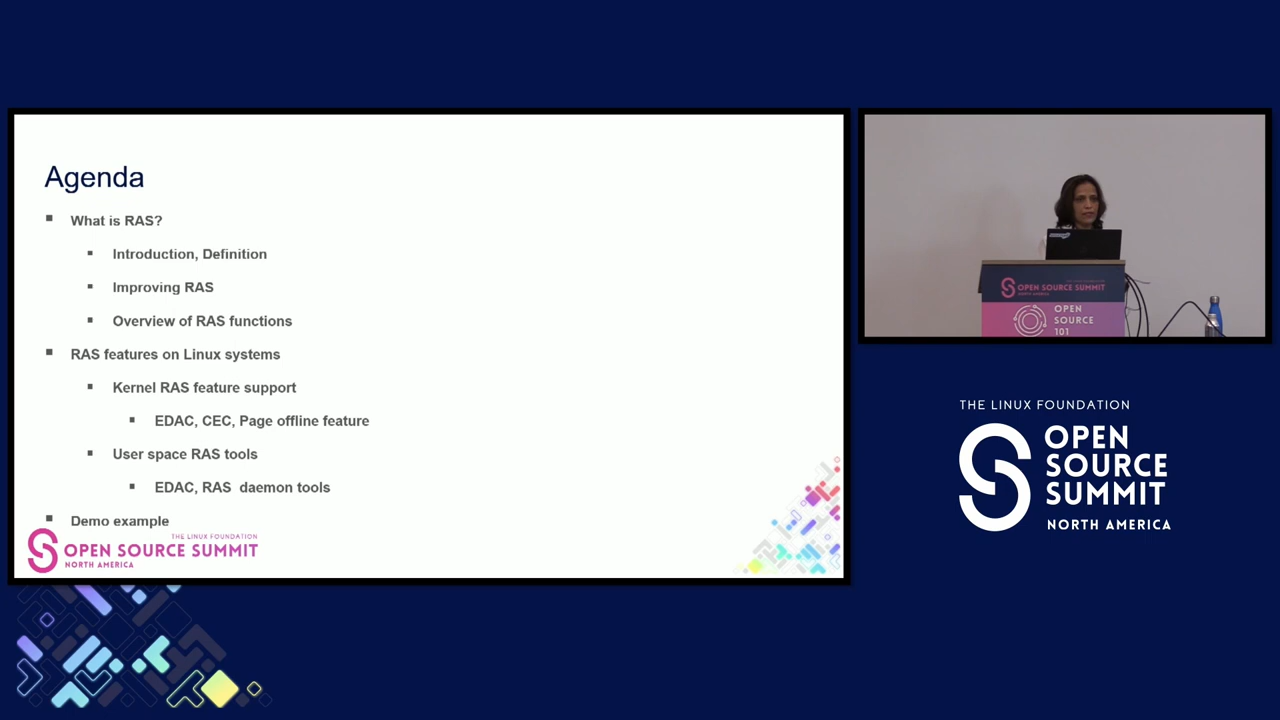 Agenda
What is RAS?
Introduction, Definition
Improving RAS
Overview of RAS functions
RAS features on Linux systems
Kernel RAS feature support
EDAC, CEC, Page offline feature
User space RAS tools
EDAC, RAS daemon tools
Demo example
THE LINUX FOUNDATION
OPEN SOURCE SUMMIT
NORTH AMERICA
OPEN SOURCE SUMMIT
NORTH AMERICA
OPEN
SOURCE
101
THE LINUX FOUNDATION
OPEN
SOURCE
SUMMIT
NORTH AMERICA